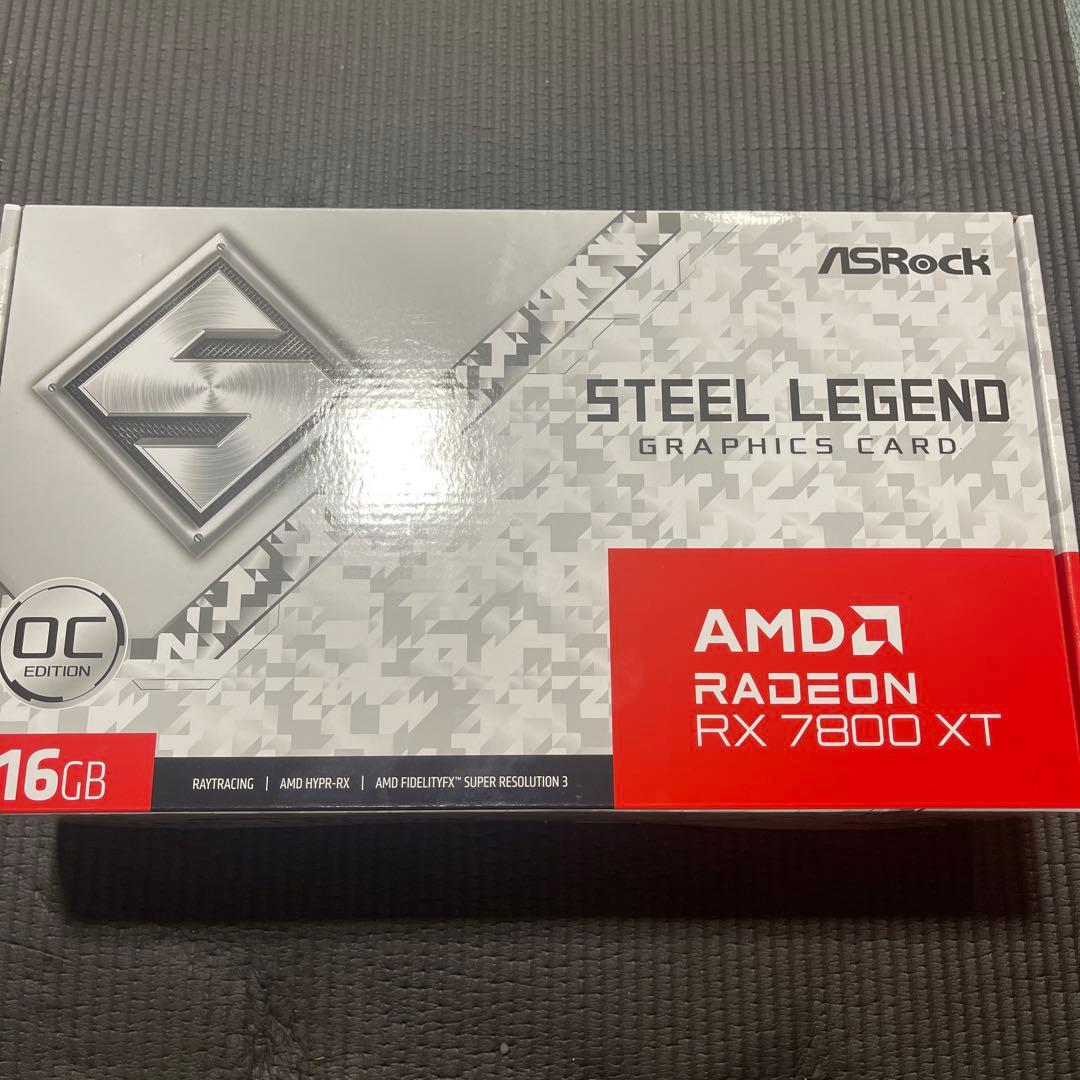 ASRock
STEEL LEGEND
GRAPHICS CARD
OC
EDITION
AMD
RADEON
RX 7800 XT
16GB
RAYTRACING | AMD HYPR-RX | AMD FIDELITYFX™ SUPER RESOLUTION 3